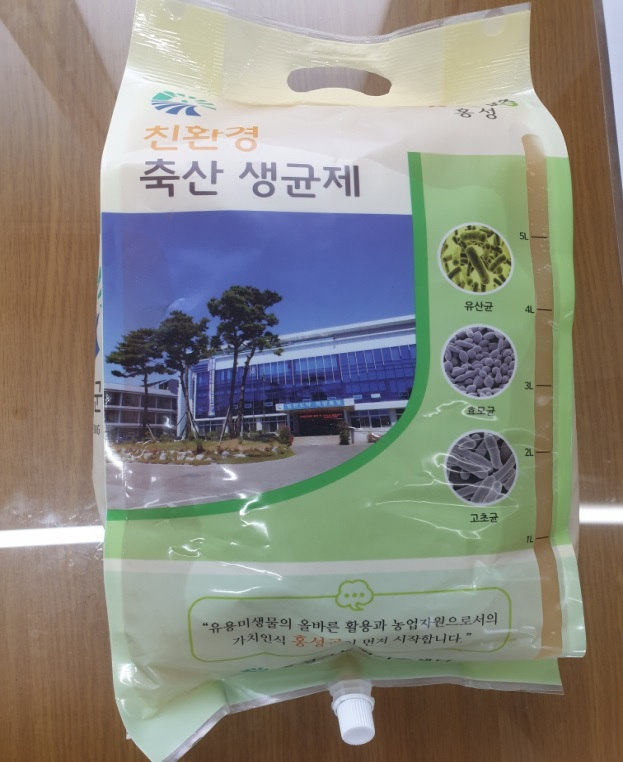 홍성
친환경
축산 생균제
5L
유산균
4L
효모균
3L
2L
고초균
1L
"유용미생물의 올바른 활용과 농업자원으로서의
가치인식 홍성군이 먼저 시작합니다."